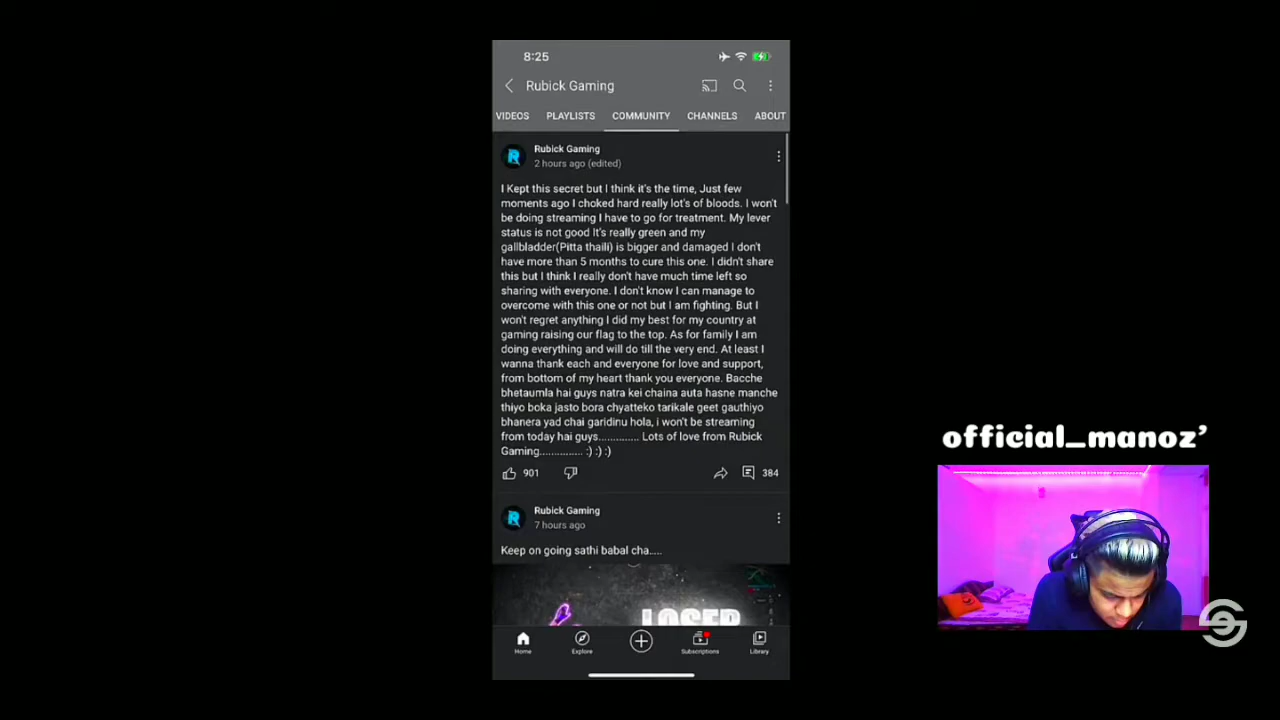 8:25
Rubick Gaming
VIDEOS PLAYLISTS COMMUNITY CHANNELS ABOUT
Rubick Gaming
2 hours ago (edited)
I Kept this secret but I think it's the time, Just few
moments ago I choked hard really lot's of bloods. I won't
be doing streaming I have to go for treatment. My lever
status is not good It's really green and my
gallbladder(Pitta thaili) is bigger and damaged I don't
have more than 5 months to cure this one. I didn't share
this but I think I really don't have much time left so
sharing with everyone. I don't know I can manage to
overcome with this one or not but I am fighting. But I
won't regret anything I did my best for my country at
gaming raising our flag to the top. As for family I am
doing everything and will do till the very end. At least I
wanna thank each and everyone for love and support,
from bottom of my heart thank you everyone. Bacche
bhetaumla hai guys natra kei chaina auta hasne manche
thiyo boka jasto bora chyatteko tarikale geet gauthiyo
bhanera yad chai garidinu hola, i won't be streaming
from today hai guys.............. Lots of love from Rubick
Gaming............... :) :) :)
901 384
Rubick Gaming
7 hours ago
Keep on going sathi babal cha.....
LOSER
Home Explore Subscriptions Library
official_manoz'